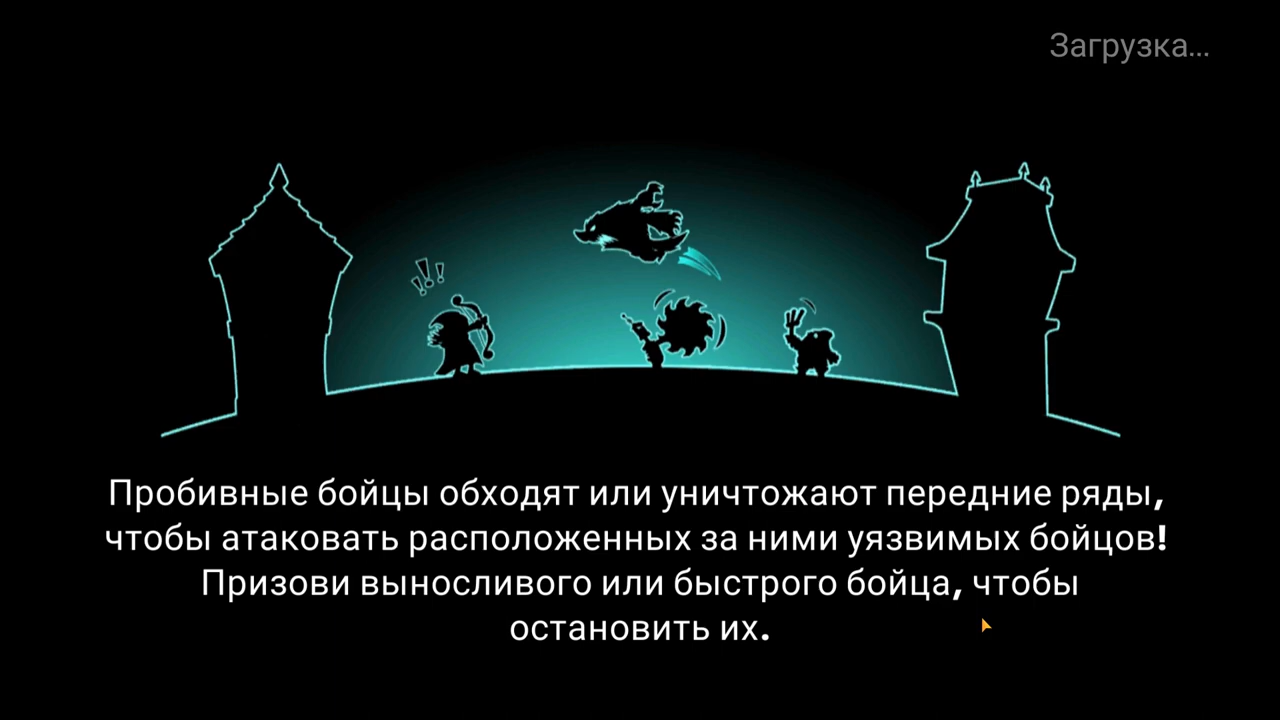 Загрузка...
!!!
Пробивные бойцы обходят или уничтожают передние ряды,
чтобы атаковать расположенных за ними уязвимых бойцов!
Призови выносливого или быстрого бойца, чтобы
остановить их.